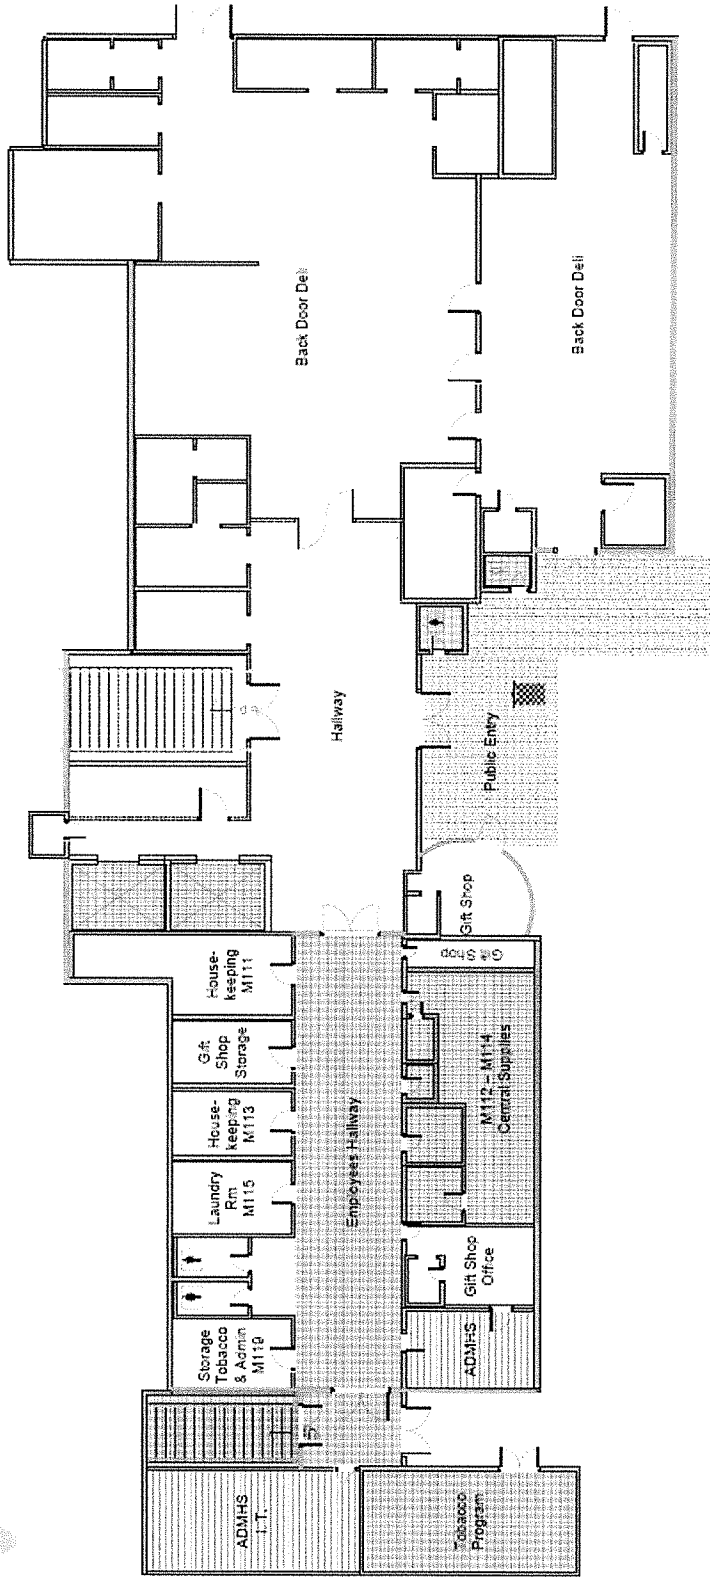 Back Door Deli
Back Door Deli
Hallway
Public Entry
Gift Shop
Gift Shop
House-
keeping
M111
Gift
Shop
Storage
House-
keeping
M113
Laundry
Rm
M115
Employees Hallway
M112 – M114
Central Supplies
Gift Shop
Office
Storage
Tobacco
& Admin
M119
ADMHS
ADMHS
I.T.
Tobacco
Program